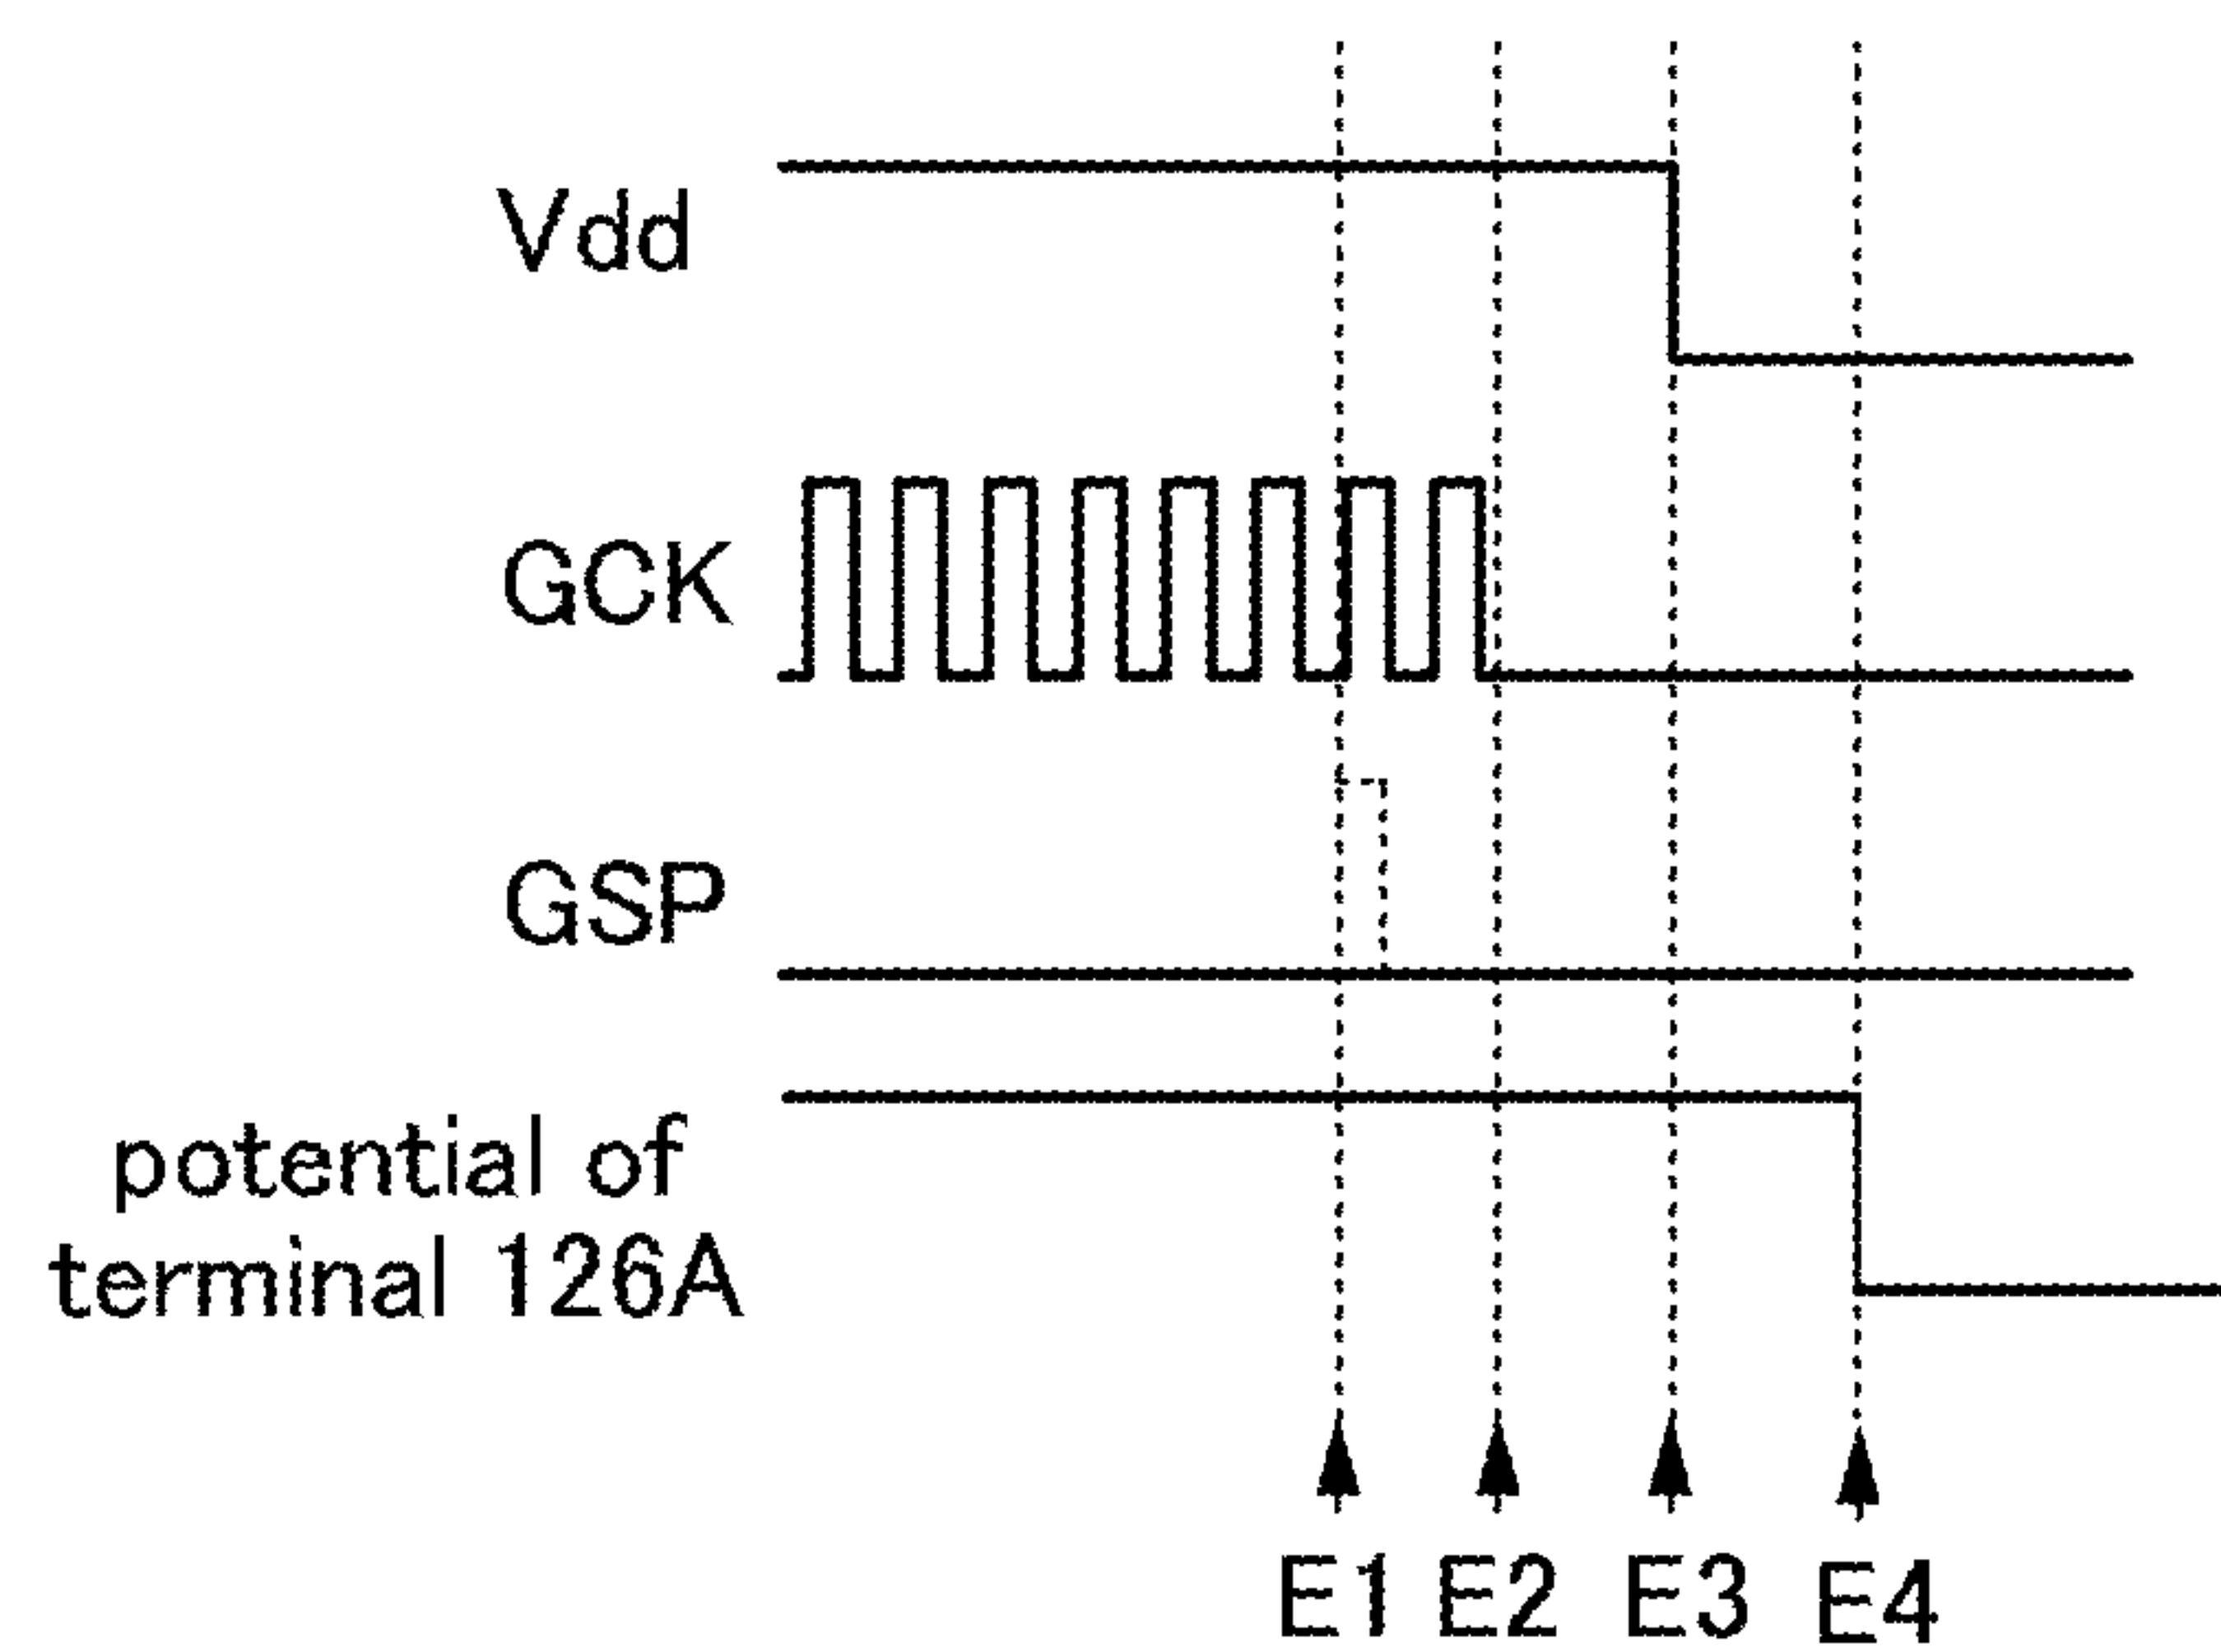 Vdd
GCK
GSP
potential of
terminal 126A
E1 E2 E3 E4